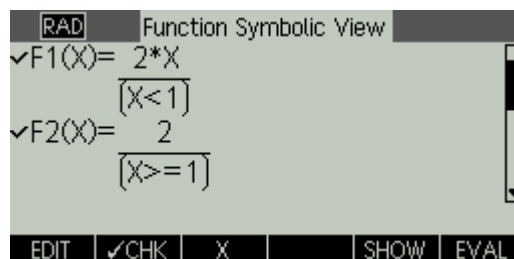 RAD Function Symbolic View
✓F1(X)= 2*X
(X<1)
✓F2(X)= 2
(X>=1)
EDIT ✓CHK X SHOW EVAL